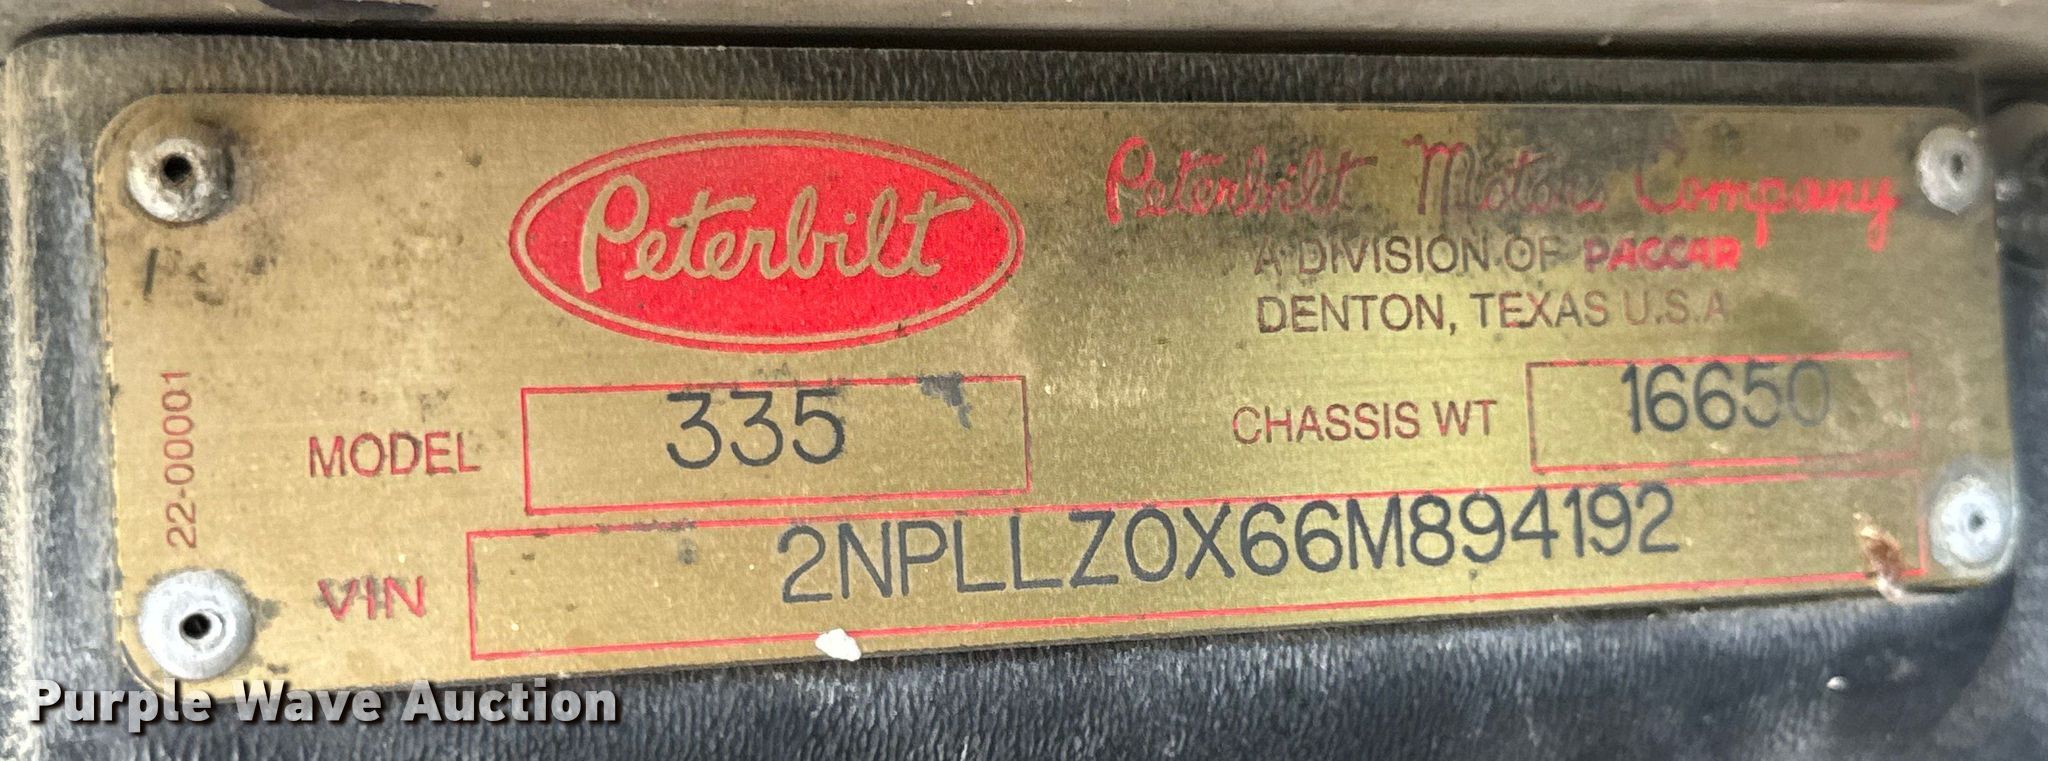 Peterbilt
Peterbilt Motors Company
A DIVISION OF PACCAR
DENTON, TEXAS U.S.A
MODEL 335
CHASSIS WT 16650
VIN 2NPLLZ0X66M894192
22-00001
Purple Wave Auction